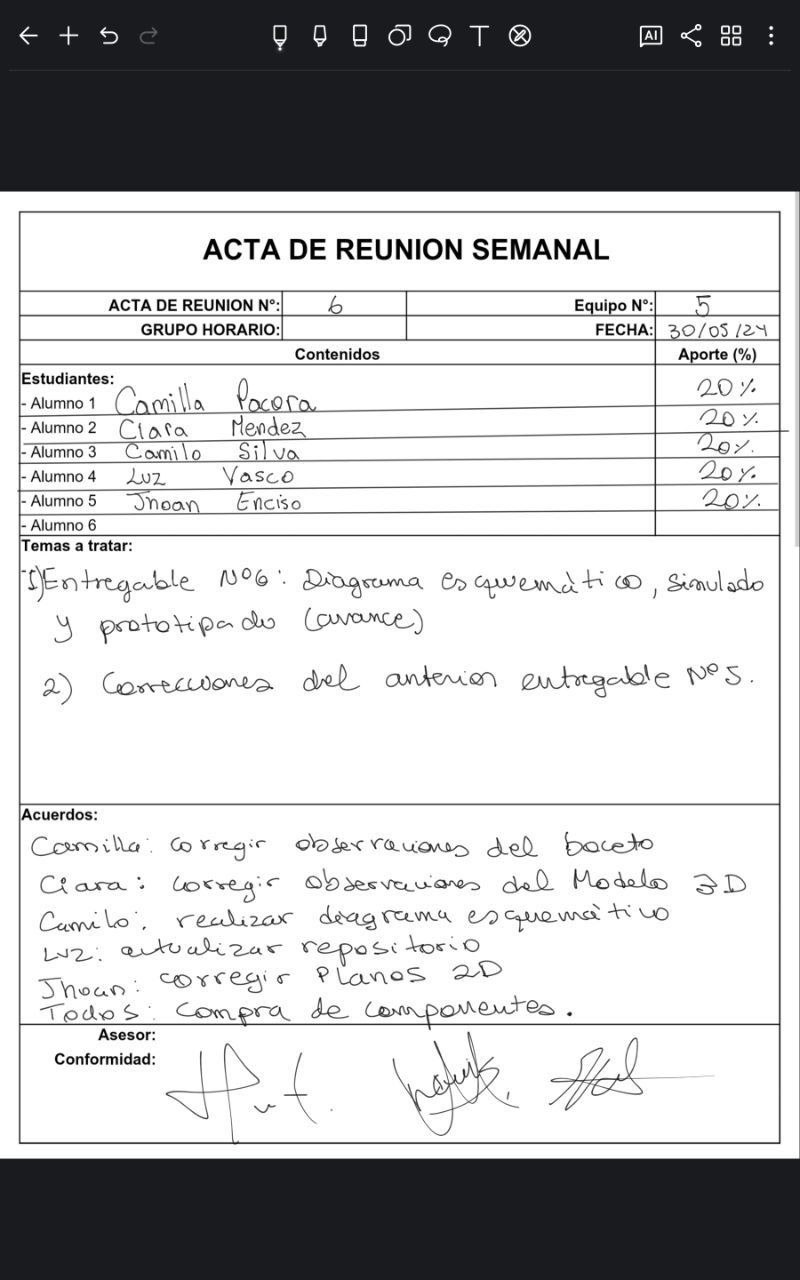 AI
ACTA DE REUNION SEMANAL
ACTA DE REUNION N°: 6 Equipo N°: 5
GRUPO HORARIO: FECHA: 30/05/24
Contenidos Aporte (%)
Estudiantes:
- Alumno 1 Camilla Pacora 20%
- Alumno 2 Clara Mendez 20%
- Alumno 3 Camilo Silva 20%
- Alumno 4 Luz Vasco 20%
- Alumno 5 Jhoan Enciso 20%
- Alumno 6
Temas a tratar:
1) Entregable N°6: Diagrama esquemàtico, simulado
y prototipado (avance)
2) Correcciones del anterior entregable N°5.
Acuerdos:
Camilla: corregir observaciones del boceto
Clara: corregir observaciones del Modelo 3D
Camilo: realizar diagrama esquemàtico
Luz: actualizar repositorio
Jhoan: corregir Planos 2D
Todos: compra de componentes.
Asesor:
Conformidad: